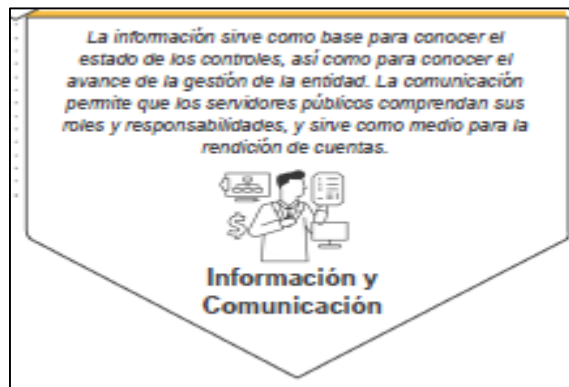 La información sirve como base para conocer el
estado de los controles, así como para conocer el
avance de la gestión de la entidad. La comunicación
permite que los servidores públicos comprendan sus
roles y responsabilidades, y sirve como medio para la
rendición de cuentas.
$
Información y
Comunicación